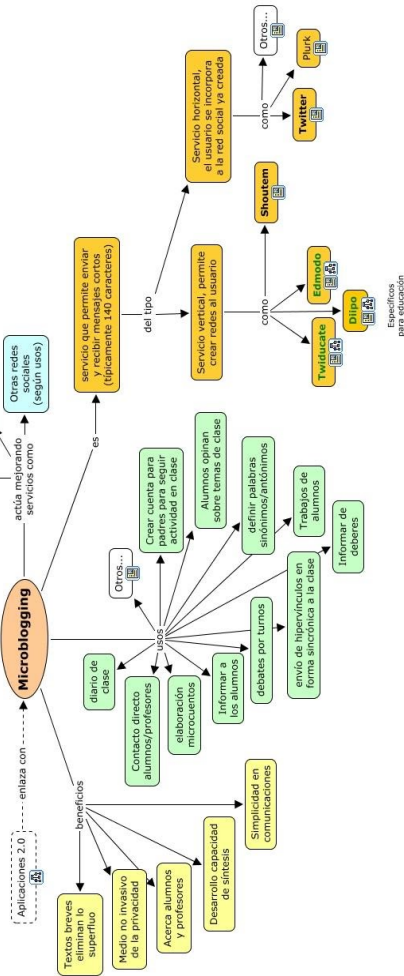 Aplicaciones 2.0
enlaza con
Microblogging
actúa mejorando
servicios como
Otras redes
sociales
(según usos)
beneficios
Textos breves
eliminan lo
superfluo
Medio no invasivo
de la privacidad
Acerca alumnos
y profesores
Desarrollo capacidad
de síntesis
Simplicidad en
comunicaciones
usos
diario de
clase
Contacto directo
alumnos/profesores
elaboración
microcuentos
Informar a
los alumnos
debates por turnos
envío de hipervínculos en
forma sincrónica a la clase
Informar de
deberes
Trabajos de
alumnos
definir palabras
sinónimos/antónimos
Alumnos opinan
sobre temas de clase
Crear cuenta para
padres para seguir
actividad en clase
Otros...
es
servicio que permite enviar
y recibir mensajes cortos
(típicamente 140 caracteres)
del tipo
Servicio vertical, permite
crear redes al usuario
como
Twiducate
Diipo
Edmodo
Shoutem
Específicos
para educación
Servicio horizontal,
el usuario se incorpora
a la red social ya creada
como
Twitter
Plurk
Otros...